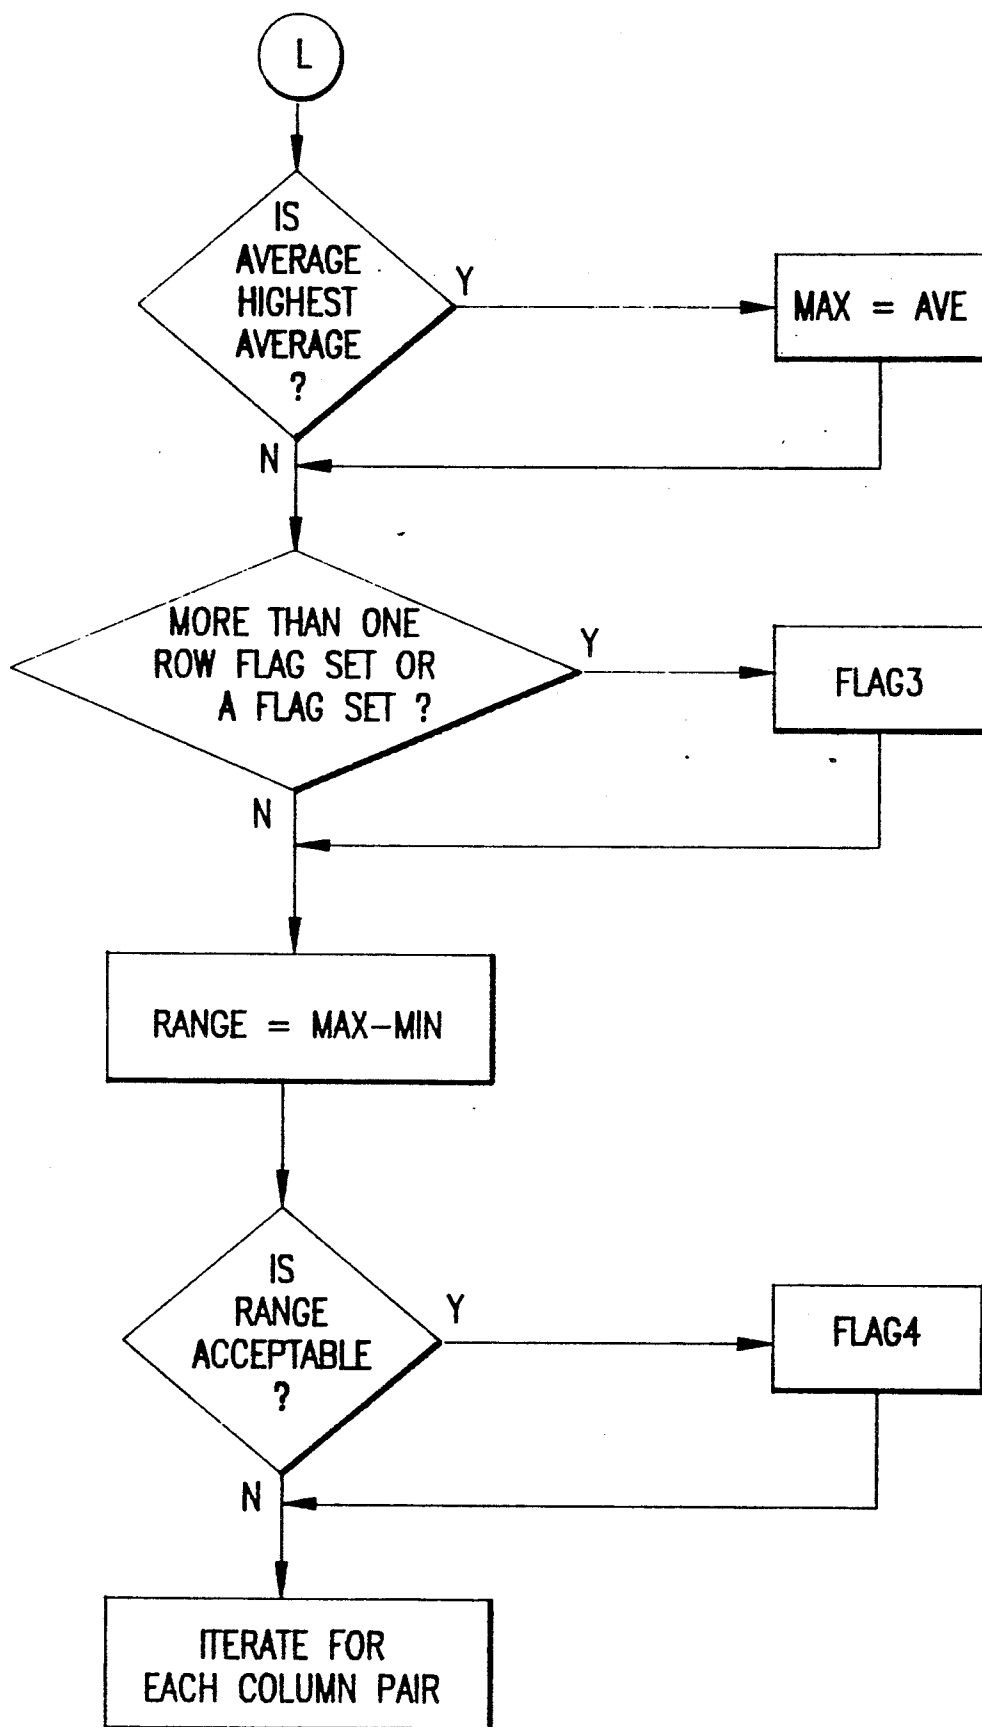 L
IS
AVERAGE
HIGHEST
AVERAGE
?
Y
MAX = AVE
N
MORE THAN ONE
ROW FLAG SET OR
A FLAG SET ?
Y
FLAG3
N
RANGE = MAX-MIN
IS
RANGE
ACCEPTABLE
?
Y
FLAG4
N
ITERATE FOR
EACH COLUMN PAIR